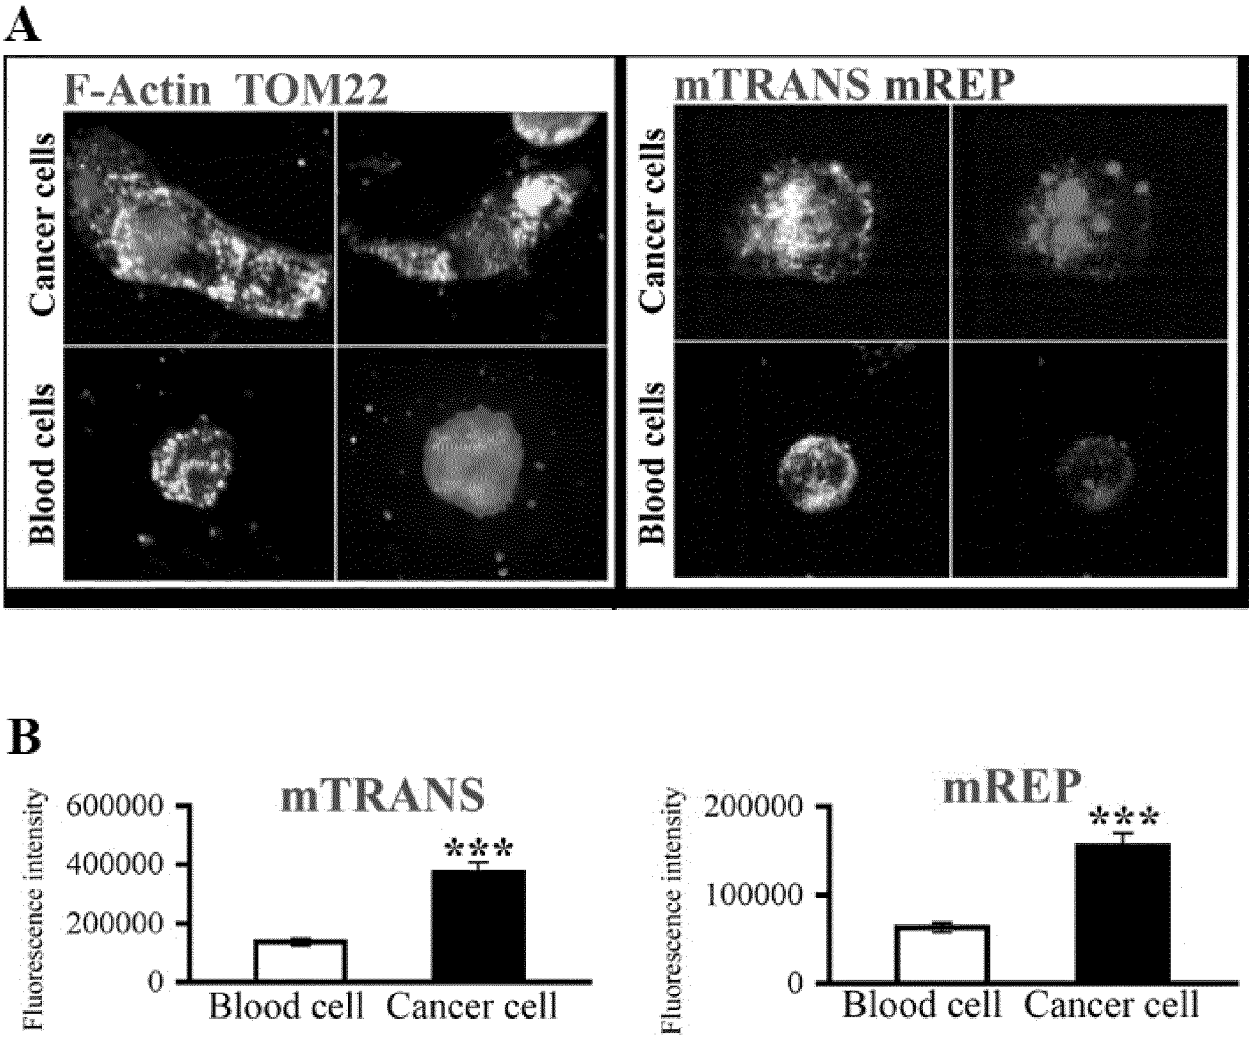 A
F-Actin TOM22
Cancer cells
Blood cells
mTRANS mREP
Cancer cells
Blood cells
B
mTRANS
Fluorescence intensity
600000
400000
200000
0
***
Blood cell Cancer cell
mREP
Fluorescence intensity
200000
100000
0
***
Blood cell Cancer cell